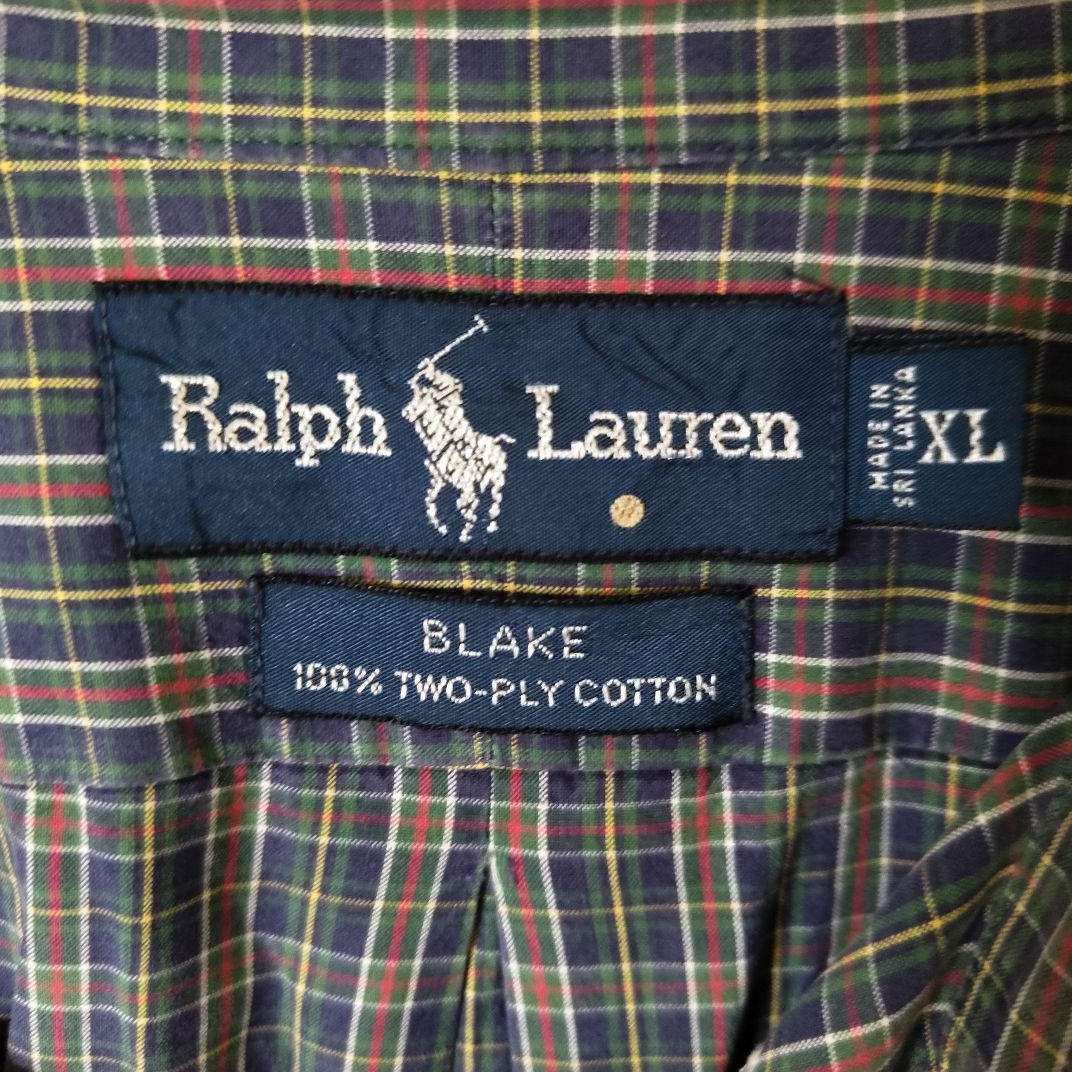 Ralph Lauren
MADE IN
SRI LANKA
XL
BLAKE
100% TWO-PLY COTTON